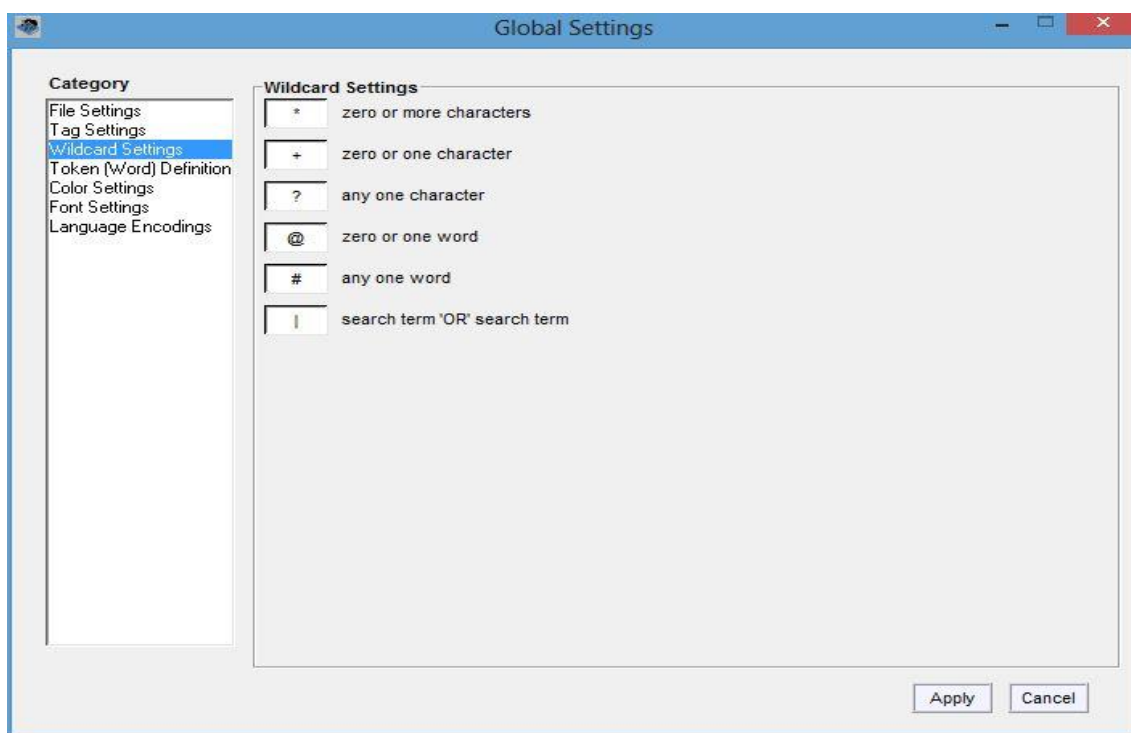 Global Settings
Category
File Settings
Tag Settings
Wildcard Settings
Token (Word) Definition
Color Settings
Font Settings
Language Encodings
Wildcard Settings
* zero or more characters
+ zero or one character
? any one character
@ zero or one word
# any one word
| search term 'OR' search term
Apply Cancel